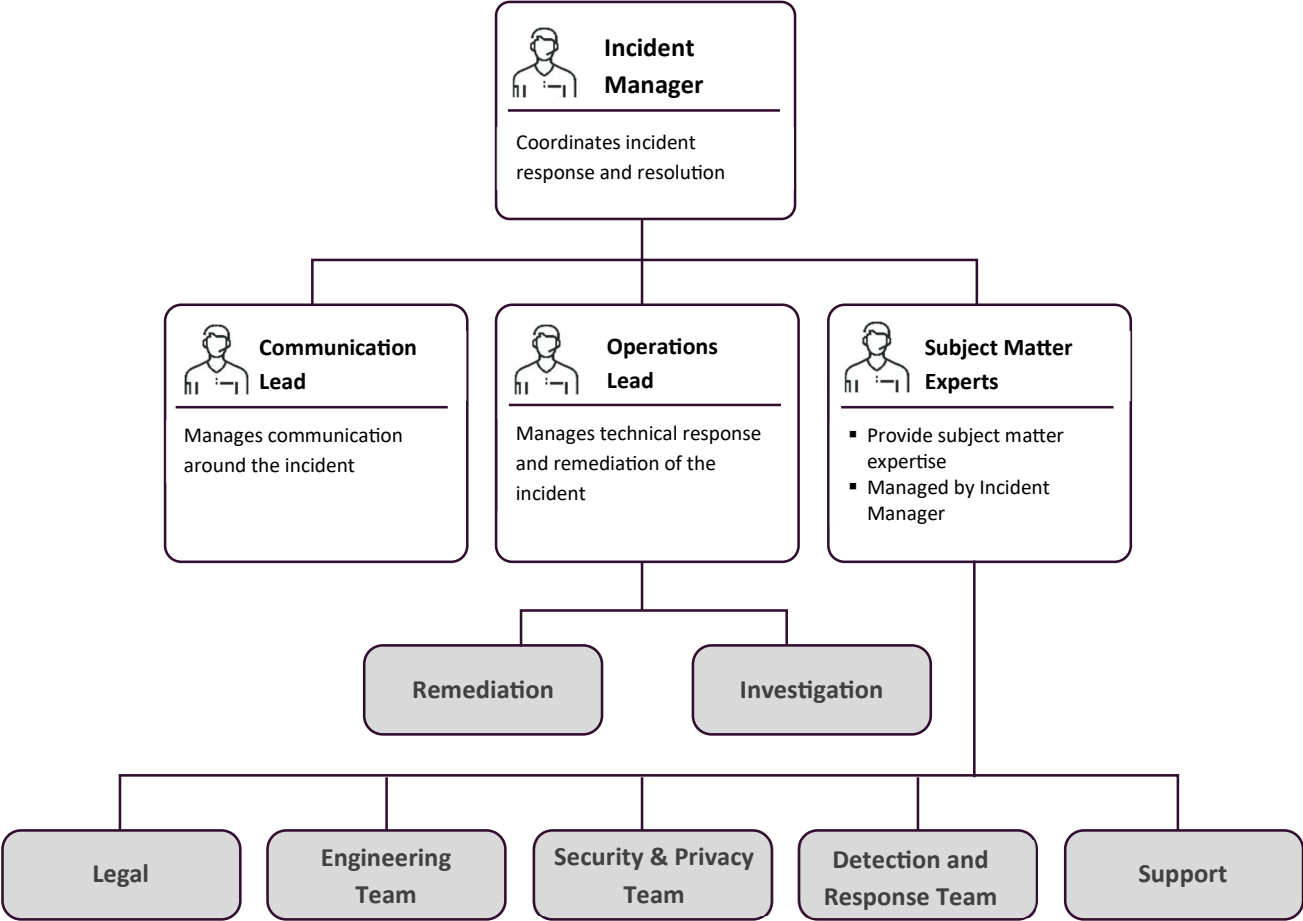 Incident
Manager
Coordinates incident
response and resolution
Communication
Lead
Manages communication
around the incident
Operations
Lead
Manages technical response
and remediation of the
incident
Subject Matter
Experts
▪ Provide subject matter
expertise
▪ Managed by Incident
Manager
Remediation
Investigation
Legal
Engineering
Team
Security & Privacy
Team
Detection and
Response Team
Support